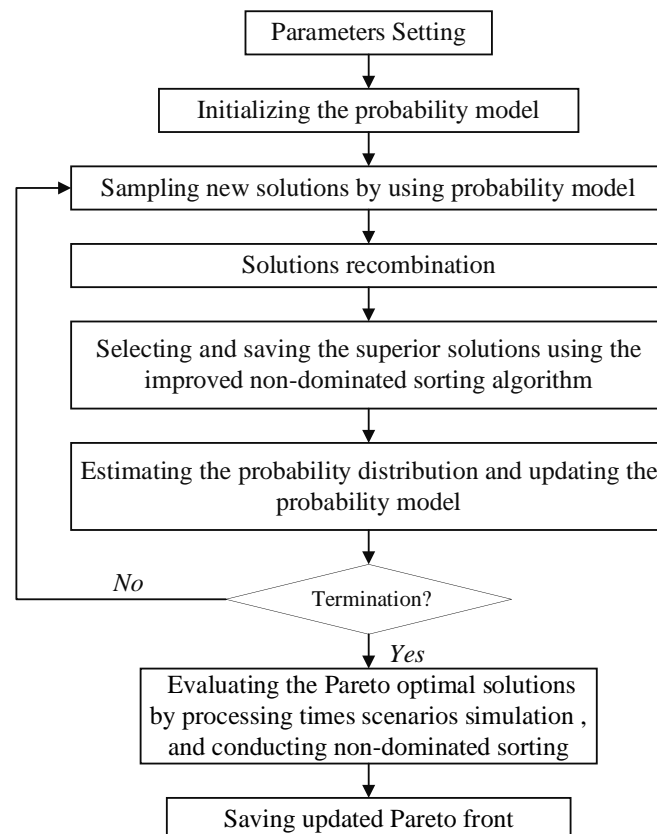 Parameters Setting
Initializing the probability model
Sampling new solutions by using probability model
Solutions recombination
Selecting and saving the superior solutions using the
improved non-dominated sorting algorithm
Estimating the probability distribution and updating the
probability model
No
Termination?
Yes
Evaluating the Pareto optimal solutions
by processing times scenarios simulation ,
and conducting non-dominated sorting
Saving updated Pareto front